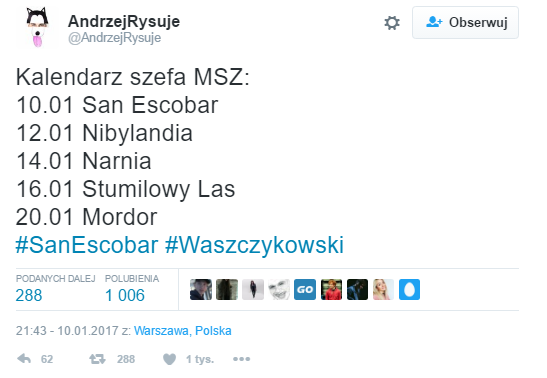 AndrzejRysuje
@AndrzejRysuje
Obserwuj
Kalendarz szefa MSZ:
10.01 San Escobar
12.01 Nibylandia
14.01 Narnia
16.01 Stumilowy Las
20.01 Mordor
#SanEscobar #Waszczykowski
PODANYCH DALEJ POLUBIENIA
288 1 006
GO
21:43 - 10.01.2017 z: Warszawa, Polska
62 288 1 tys.